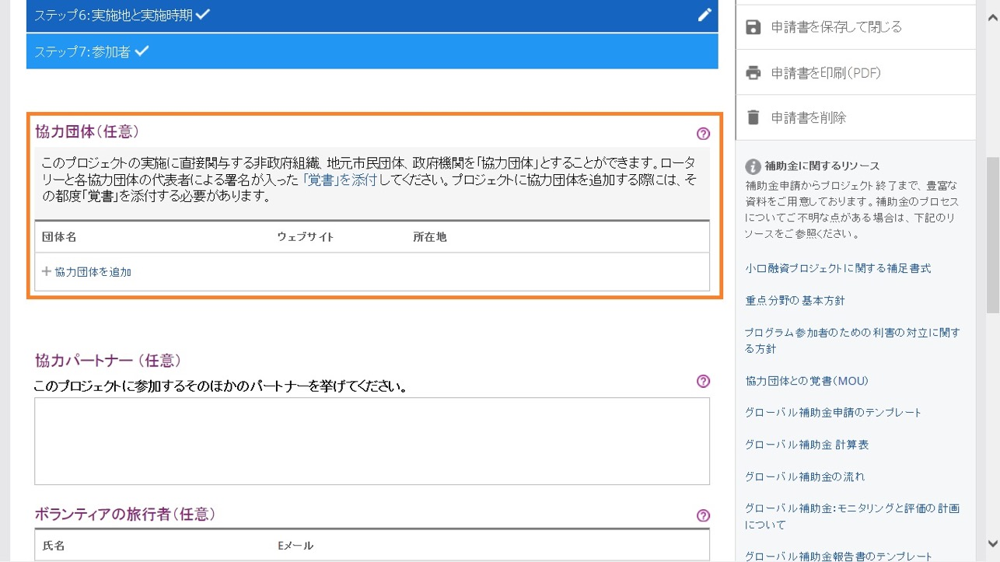 ステップ6:実施地と実施時期
ステップ7:参加者
協力団体(任意)
このプロジェクトの実施に直接関与する非政府組織、地元市民団体、政府機関を「協力団体」とすることができます。ロータ
リーと各協力団体の代表者による署名が入った「覚書」を添付してください。プロジェクトに協力団体を追加する際には、そ
の都度「覚書」を添付する必要があります。
団体名 ウェブサイト 所在地
+ 協力団体を追加
協力パートナー (任意)
このプロジェクトに参加するそのほかのパートナーを挙げてください。
ボランティアの旅行者(任意)
氏名 Eメール
申請書を保存して閉じる
申請書を印刷(PDF)
申請書を削除
補助金に関するリソース
補助金申請からプロジェクト終了まで、豊富な
資料をご用意しております。補助金のプロセス
についてご不明な点がある場合は、下記のリ
ソースをご参照ください。
小口融資プロジェクトに関する補足書式
重点分野の基本方針
プログラム参加者のための利害の対立に関す
る方針
協力団体との覚書(MOU)
グローバル補助金申請のテンプレート
グローバル補助金 計算表
グローバル補助金の流れ
グローバル補助金:モニタリングと評価の計画
について
グローバル補助金報告書のテンプレート